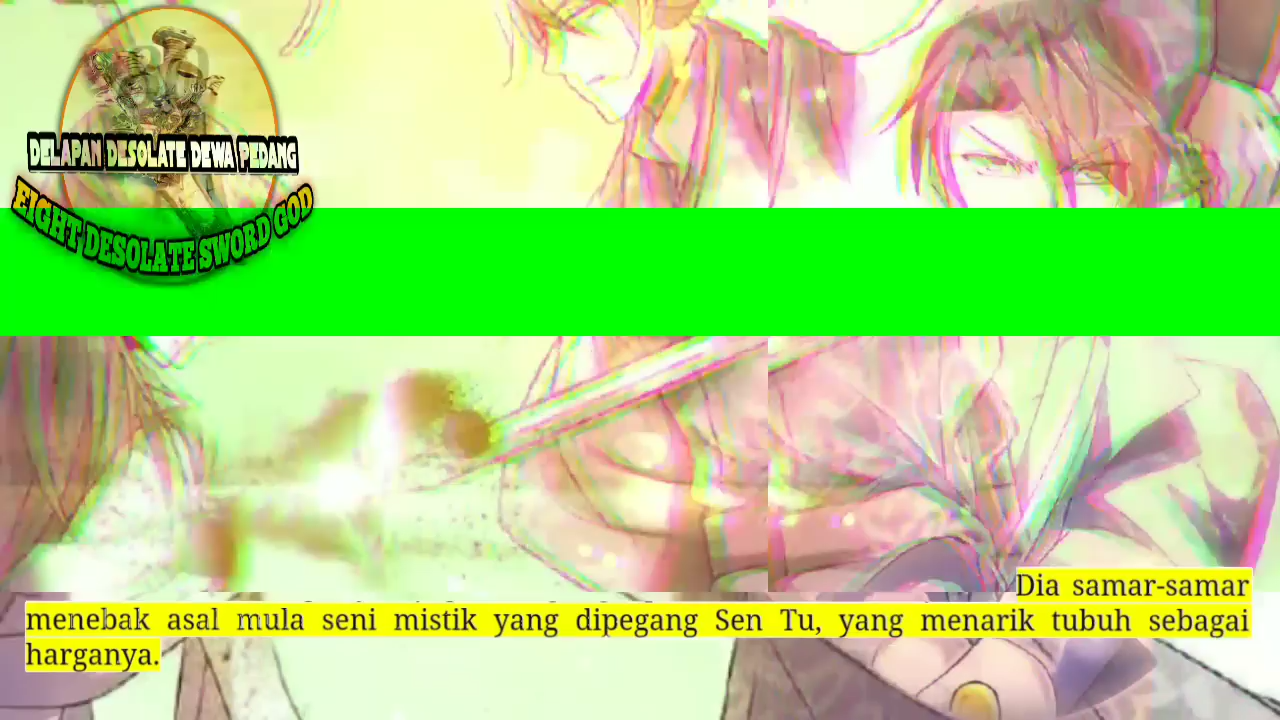 DELAPAN DESOLATE DEWA PEDANG
EIGHT DESOLATE SWORD GOD
Dia samar-samar
menebak asal mula seni mistik yang dipegang Sen Tu, yang menarik tubuh sebagai
harganya.